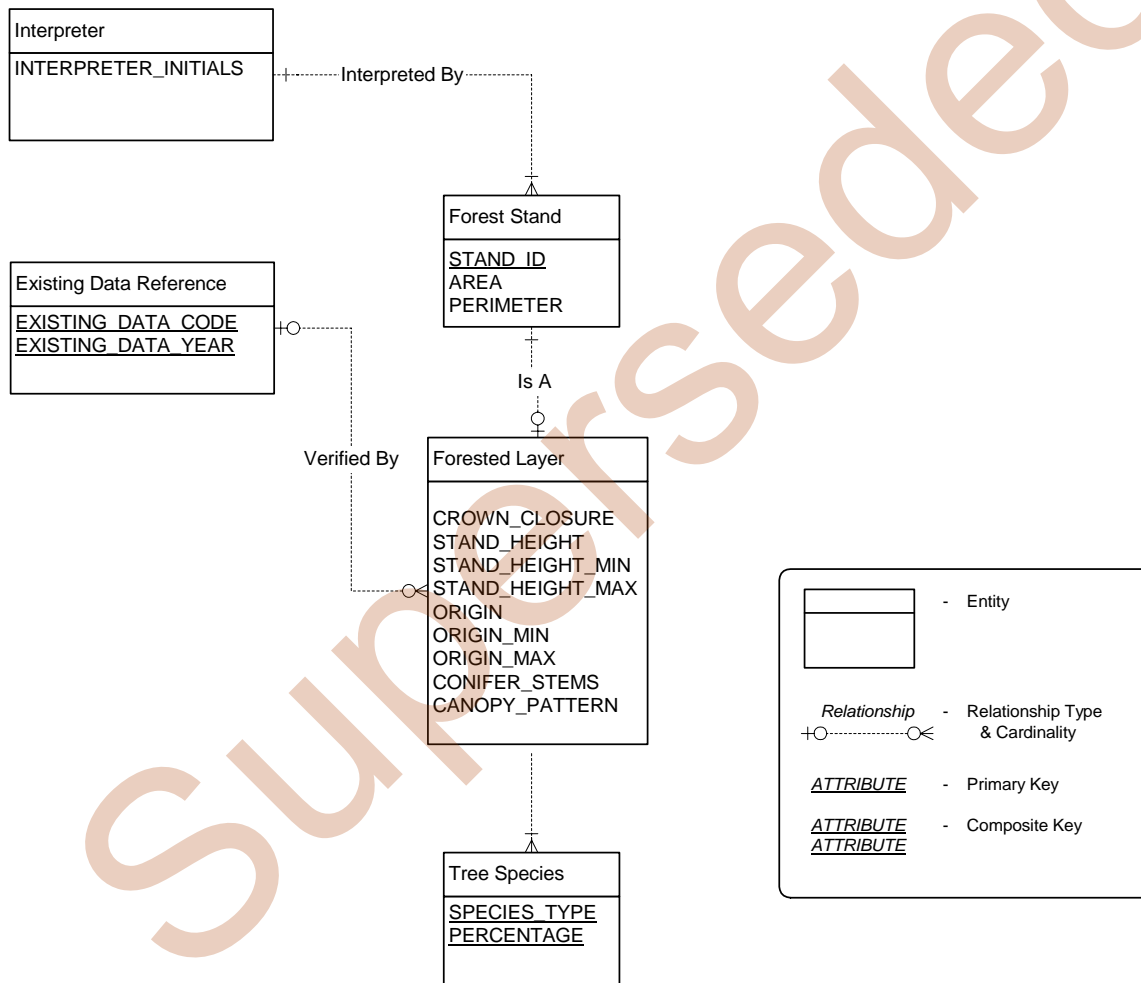 Interpreter
INTERPRETER_INITIALS
Interpreted By
Forest Stand
STAND_ID
AREA
PERIMETER
Existing Data Reference
EXISTING_DATA_CODE
EXISTING_DATA_YEAR
Is A
Verified By
Forested Layer
CROWN_CLOSURE
STAND_HEIGHT
STAND_HEIGHT_MIN
STAND_HEIGHT_MAX
ORIGIN
ORIGIN_MIN
ORIGIN_MAX
CONIFER_STEMS
CANOPY_PATTERN
Tree Species
SPECIES_TYPE
PERCENTAGE
- Entity
Relationship - Relationship Type
& Cardinality
ATTRIBUTE - Primary Key
ATTRIBUTE - Composite Key
ATTRIBUTE
Superseded